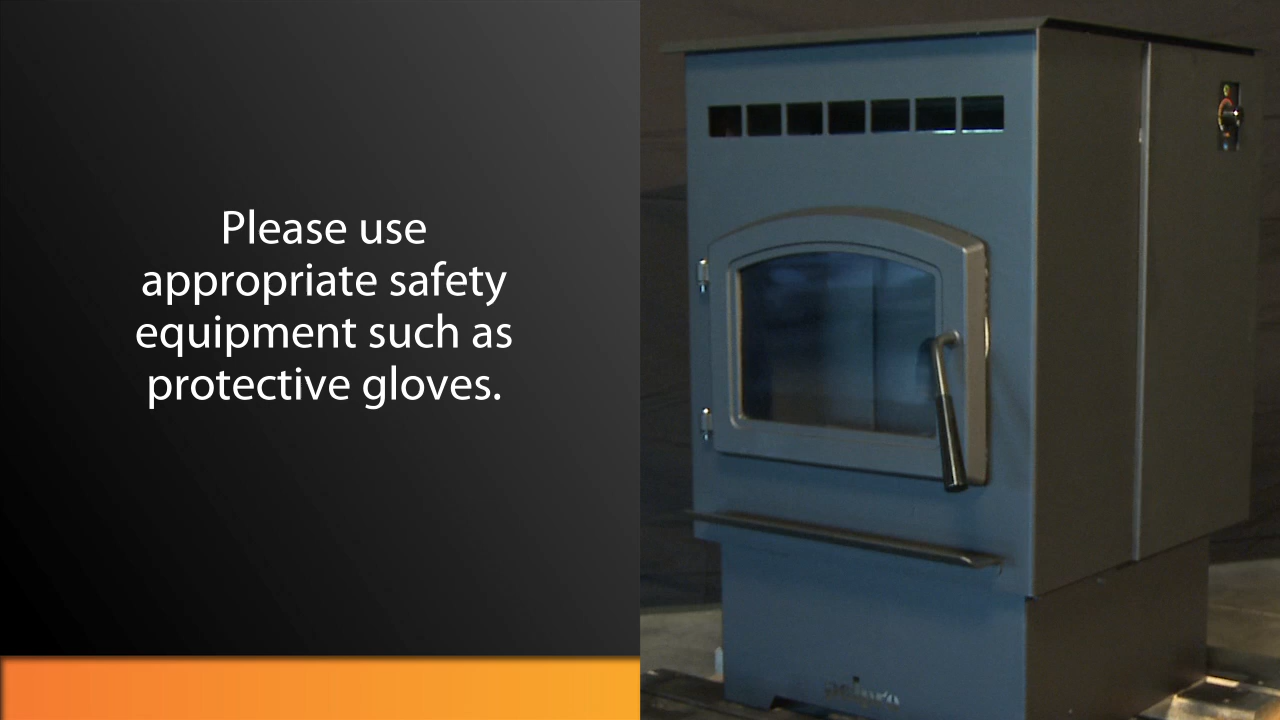 Please use
appropriate safety
equipment such as
protective gloves.